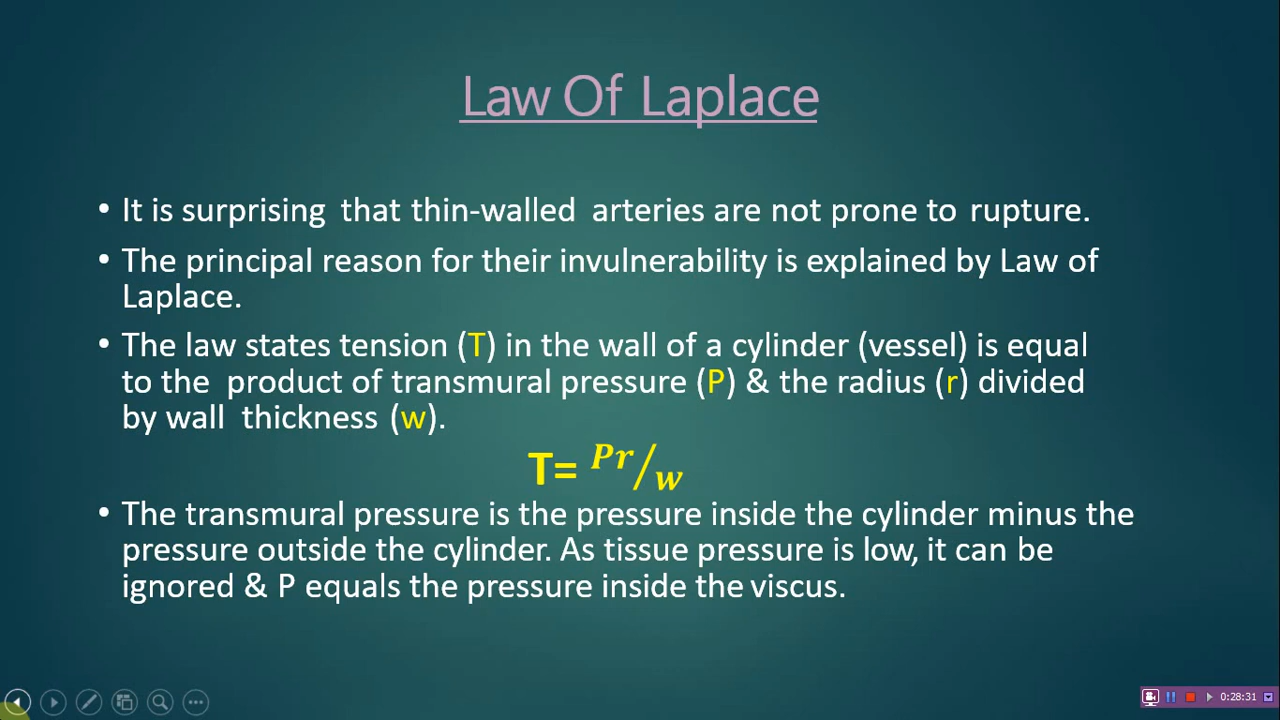 Law Of Laplace
• It is surprising that thin-walled arteries are not prone to rupture.
• The principal reason for their invulnerability is explained by Law of
Laplace.
• The law states tension (T) in the wall of a cylinder (vessel) is equal
to the product of transmural pressure (P) & the radius (r) divided
by wall thickness (w).
T= Pr/w
• The transmural pressure is the pressure inside the cylinder minus the
pressure outside the cylinder. As tissue pressure is low, it can be
ignored & P equals the pressure inside the viscus.
0:28:31